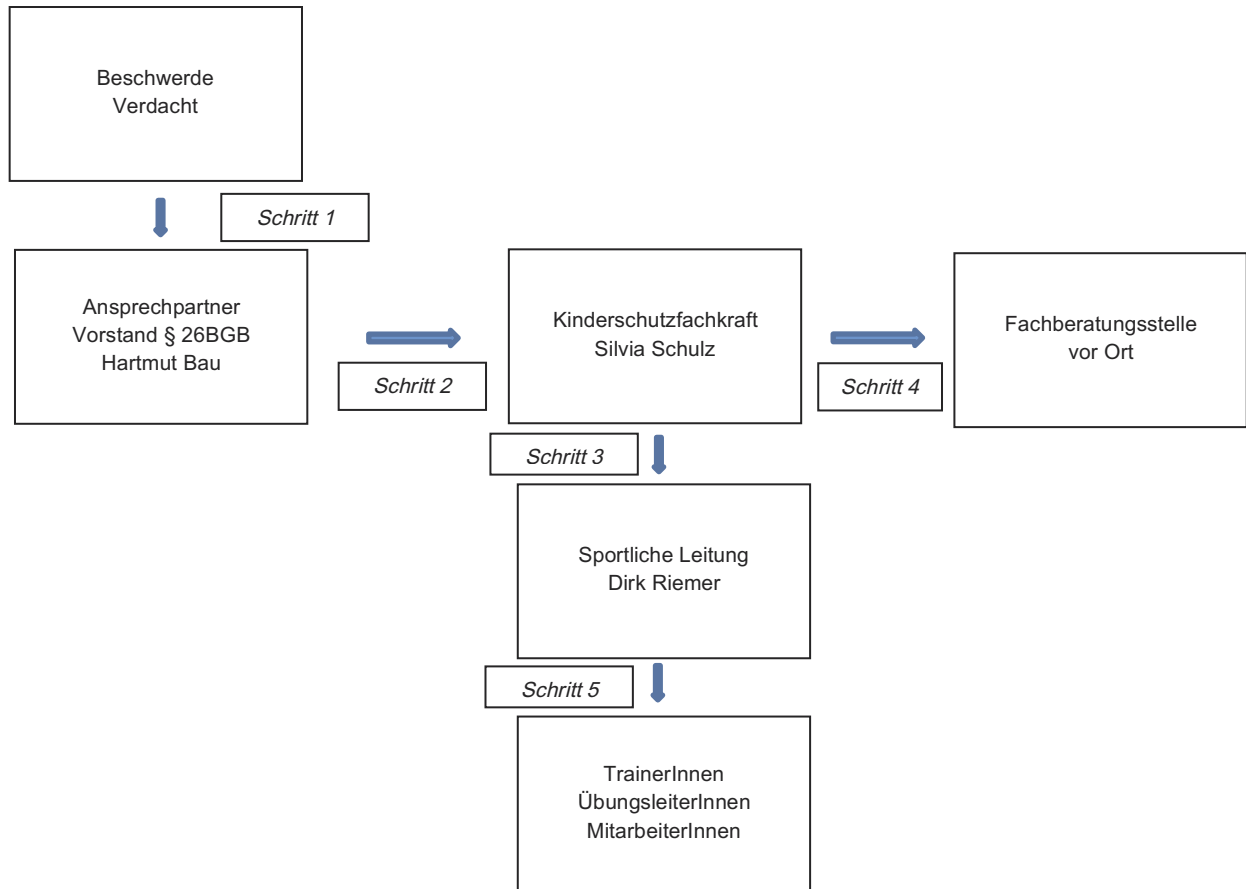 Beschwerde
Verdacht
Schritt 1
Ansprechpartner
Vorstand § 26BGB
Hartmut Bau
Schritt 2
Kinderschutzfachkraft
Silvia Schulz
Schritt 4
Fachberatungsstelle
vor Ort
Schritt 3
Sportliche Leitung
Dirk Riemer
Schritt 5
TrainerInnen
ÜbungsleiterInnen
MitarbeiterInnen